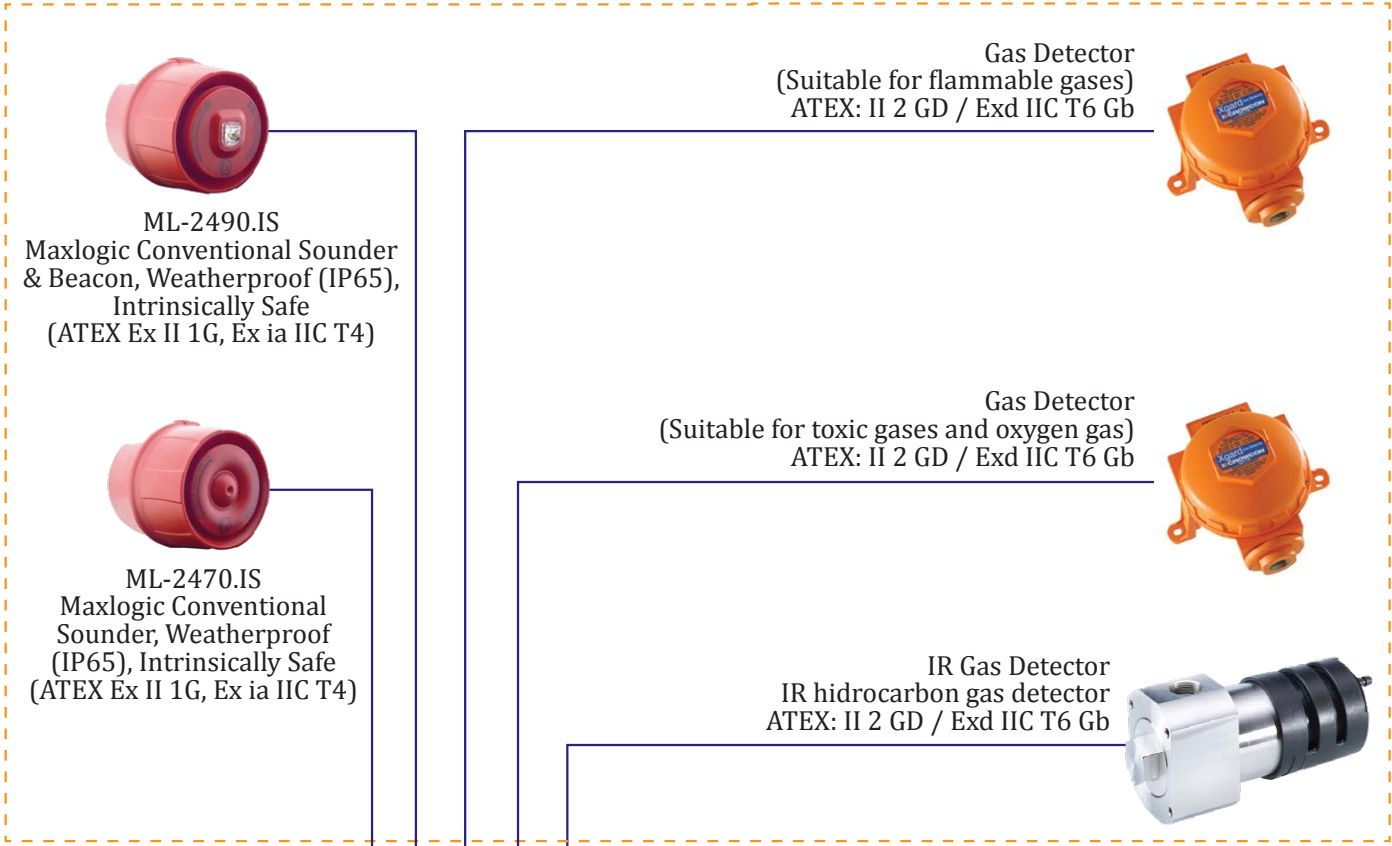 ML-2490.IS
Maxlogic Conventional Sounder
& Beacon, Weatherproof (IP65),
Intrinsically Safe
(ATEX Ex II 1G, Ex ia IIC T4)
ML-2470.IS
Maxlogic Conventional
Sounder, Weatherproof
(IP65), Intrinsically Safe
(ATEX Ex II 1G, Ex ia IIC T4)
Gas Detector
(Suitable for flammable gases)
ATEX: II 2 GD / Exd IIC T6 Gb
Xgard
CROWCON
Gas Detector
(Suitable for toxic gases and oxygen gas)
ATEX: II 2 GD / Exd IIC T6 Gb
Xgard
CROWCON
IR Gas Detector
IR hidrocarbon gas detector
ATEX: II 2 GD / Exd IIC T6 Gb